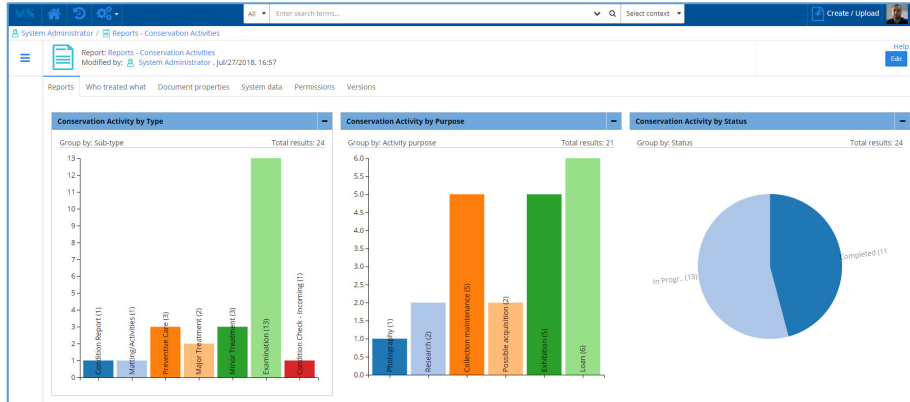 All
Enter search terms...
Select context
Create / Upload
System Administrator / Reports - Conservation Activities
Report: Reports - Conservation Activities
Modified by: System Administrator , Jul/27/2018, 16:57
Help
Edit
Reports Who treated what Document properties System data Permissions Versions
Conservation Activity by Type
Group by: Sub-type Total results: 24
13
11
10
9
8
7
6
5
4
3
2
1
0
Condition Report (1)
Matting/Activities (1)
Preventive Care (3)
Major Treatment (2)
Minor Treatment (3)
Examination (13)
Condition Check - Incoming (1)
Conservation Activity by Purpose
Group by: Activity purpose Total results: 21
6.0
5.5
5.0
4.5
4.0
3.5
3.0
2.5
2.0
1.5
1.0
0.5
0.0
Photography (1)
Research (2)
Collection maintenance (5)
Possible acquisition (2)
Exhibition (5)
Loan (6)
Conservation Activity by Status
Group by: Status Total results: 24
In Progr.. (13)
Completed (11